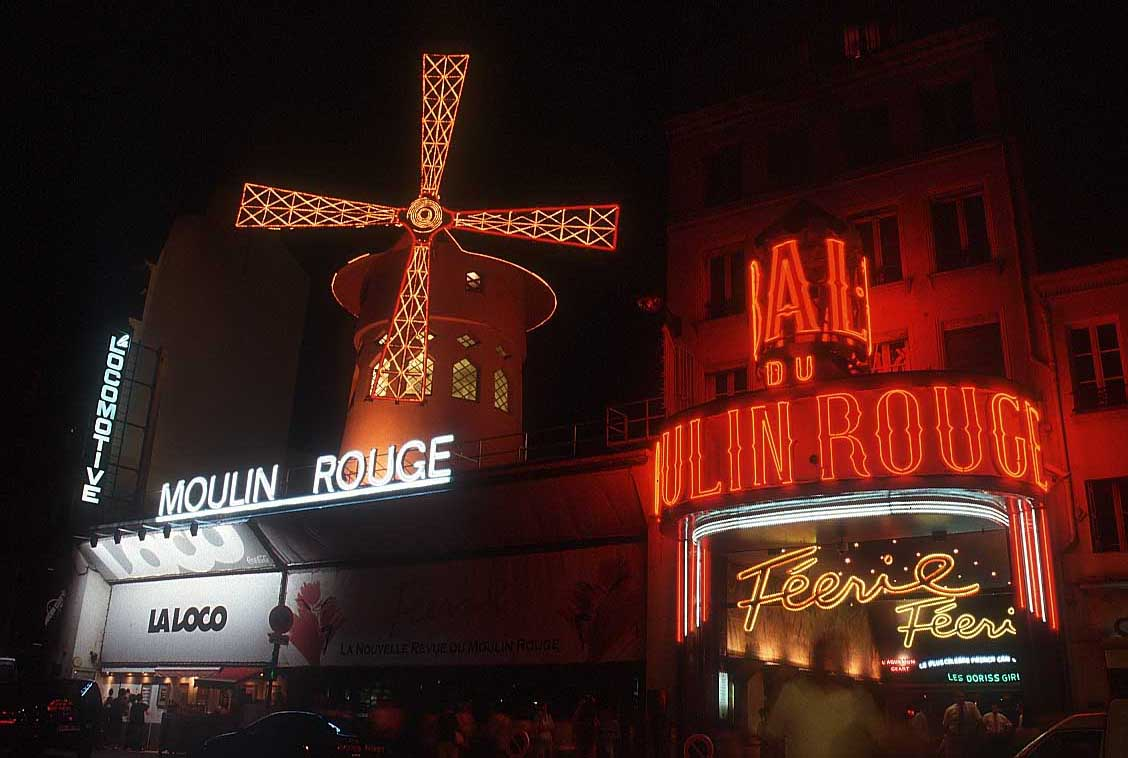 LOCOMOTIVE
MOULIN ROUGE
LA LOCO
LA NOUVELLE REVUE DU MOULIN ROUGE
BAL
DU
MOULIN ROUGE
Féerie
Féeri
LES DORISS GIRL